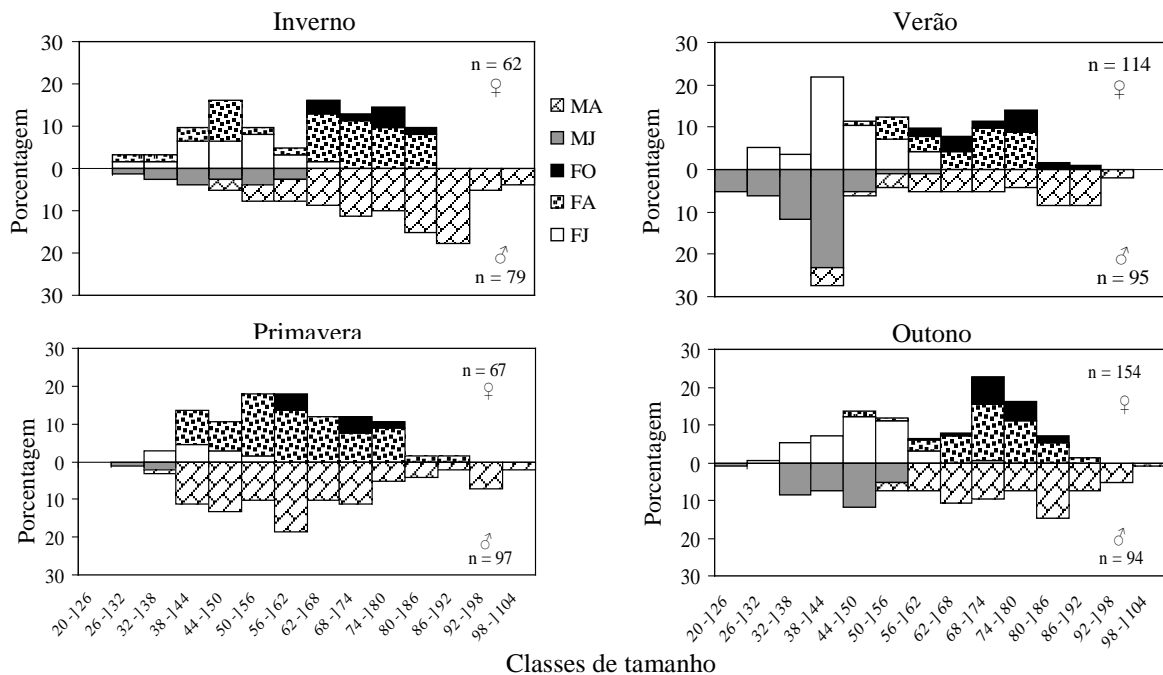 Inverno
Porcentagem
30
20
10
0
10
20
30
n = 62
♀
♂
n = 79
MA
MJ
FO
FA
FJ
Verão
Porcentagem
30
20
10
0
10
20
30
n = 114
♀
♂
n = 95
Primavera
Porcentagem
30
20
10
0
10
20
30
n = 67
♀
♂
n = 97
20 -126
26 -132
32 -138
38 -144
44 -150
50 -156
56 -162
62 -168
68 -174
74 -180
80 -186
86 -192
92 -198
98 -1104
Outono
Porcentagem
30
20
10
0
10
20
30
n = 154
♀
♂
n = 94
20 -126
26 -132
32 -138
38 -144
44 -150
50 -156
56 -162
62 -168
68 -174
74 -180
80 -186
86 -192
92 -198
98 -1104
Classes de tamanho